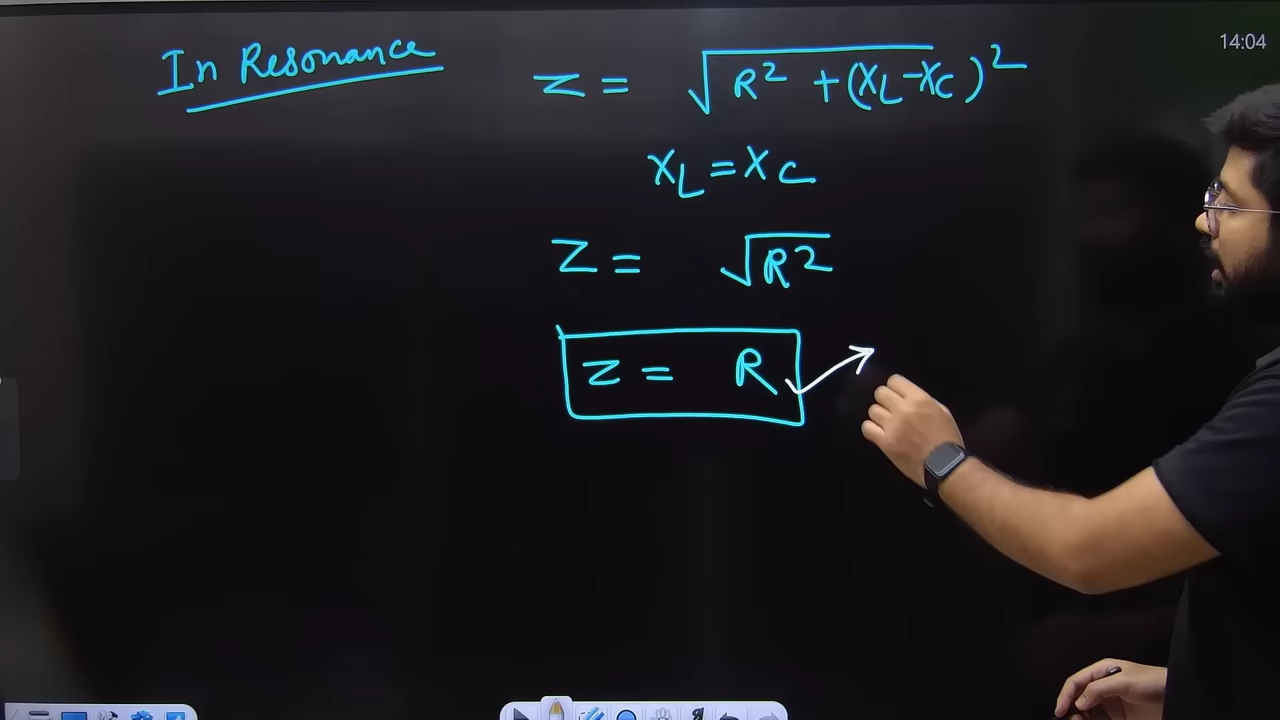 14:04
In Resonance
Z = √R² + (XL-XC)²
XL = XC
Z = √R²
Z = R